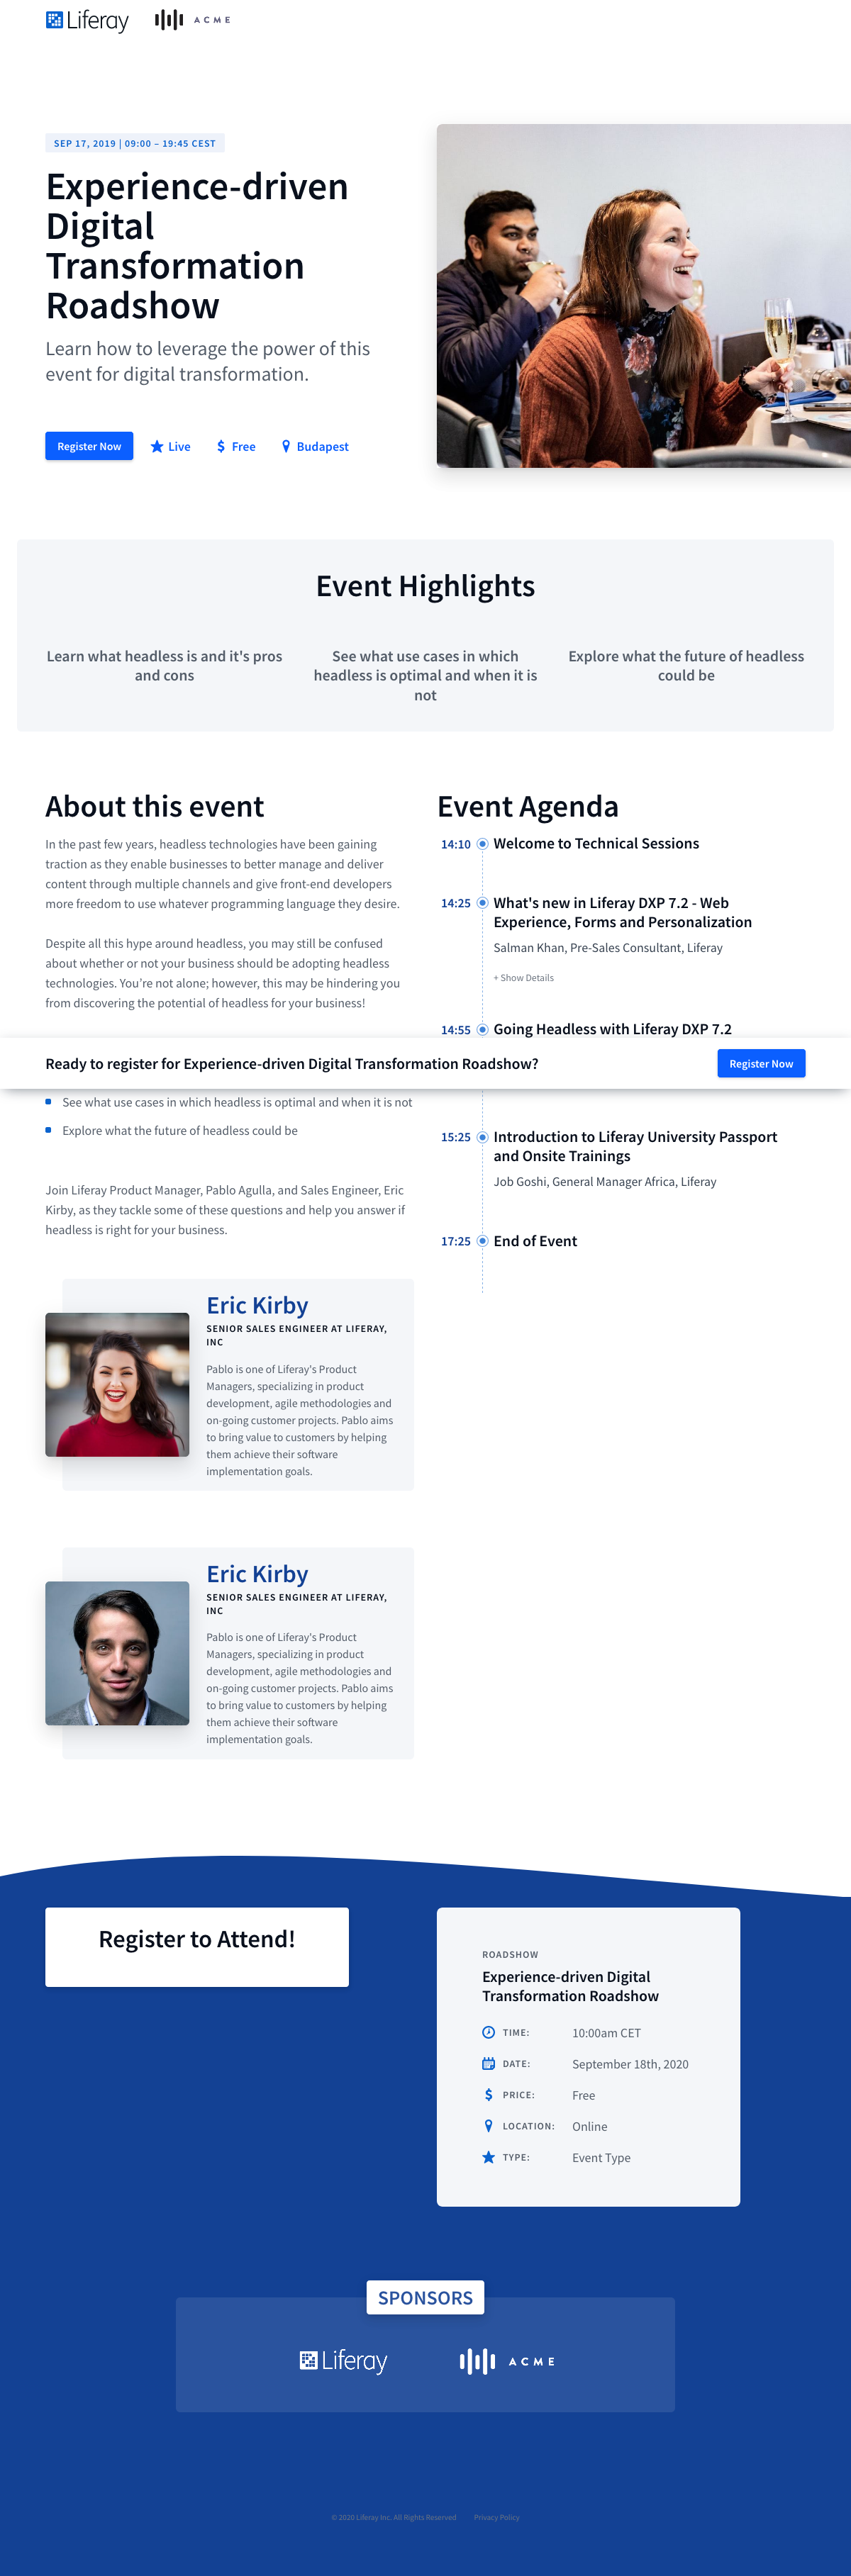 Liferay
ACME
SEP 17, 2019 | 09:00 – 19:45 CEST
Experience-driven
Digital
Transformation
Roadshow
Learn how to leverage the power of this
event for digital transformation.
Register Now
Live
Free
Budapest
Event Highlights
Learn what headless is and it's pros
and cons
See what use cases in which
headless is optimal and when it is
not
Explore what the future of headless
could be
About this event
In the past few years, headless technologies have been gaining
traction as they enable businesses to better manage and deliver
content through multiple channels and give front-end developers
more freedom to use whatever programming language they desire.
Despite all this hype around headless, you may still be confused
about whether or not your business should be adopting headless
technologies. You're not alone; however, this may be hindering you
from discovering the potential of headless for your business!
Event Agenda
14:10 Welcome to Technical Sessions
14:25 What's new in Liferay DXP 7.2 - Web
Experience, Forms and Personalization
Salman Khan, Pre-Sales Consultant, Liferay
+ Show Details
14:55 Going Headless with Liferay DXP 7.2
Ready to register for Experience-driven Digital Transformation Roadshow?
Register Now
See what use cases in which headless is optimal and when it is not
Explore what the future of headless could be
Join Liferay Product Manager, Pablo Agulla, and Sales Engineer, Eric
Kirby, as they tackle some of these questions and help you answer if
headless is right for your business.
15:25 Introduction to Liferay University Passport
and Onsite Trainings
Job Goshi, General Manager Africa, Liferay
17:25 End of Event
Eric Kirby
SENIOR SALES ENGINEER AT LIFERAY,
INC
Pablo is one of Liferay's Product
Managers, specializing in product
development, agile methodologies and
on-going customer projects. Pablo aims
to bring value to customers by helping
them achieve their software
implementation goals.
Eric Kirby
SENIOR SALES ENGINEER AT LIFERAY,
INC
Pablo is one of Liferay's Product
Managers, specializing in product
development, agile methodologies and
on-going customer projects. Pablo aims
to bring value to customers by helping
them achieve their software
implementation goals.
Register to Attend!
ROADSHOW
Experience-driven Digital
Transformation Roadshow
TIME: 10:00am CET
DATE: September 18th, 2020
PRICE: Free
LOCATION: Online
TYPE: Event Type
SPONSORS
Liferay
ACME
© 2020 Liferay Inc. All Rights Reserved
Privacy Policy